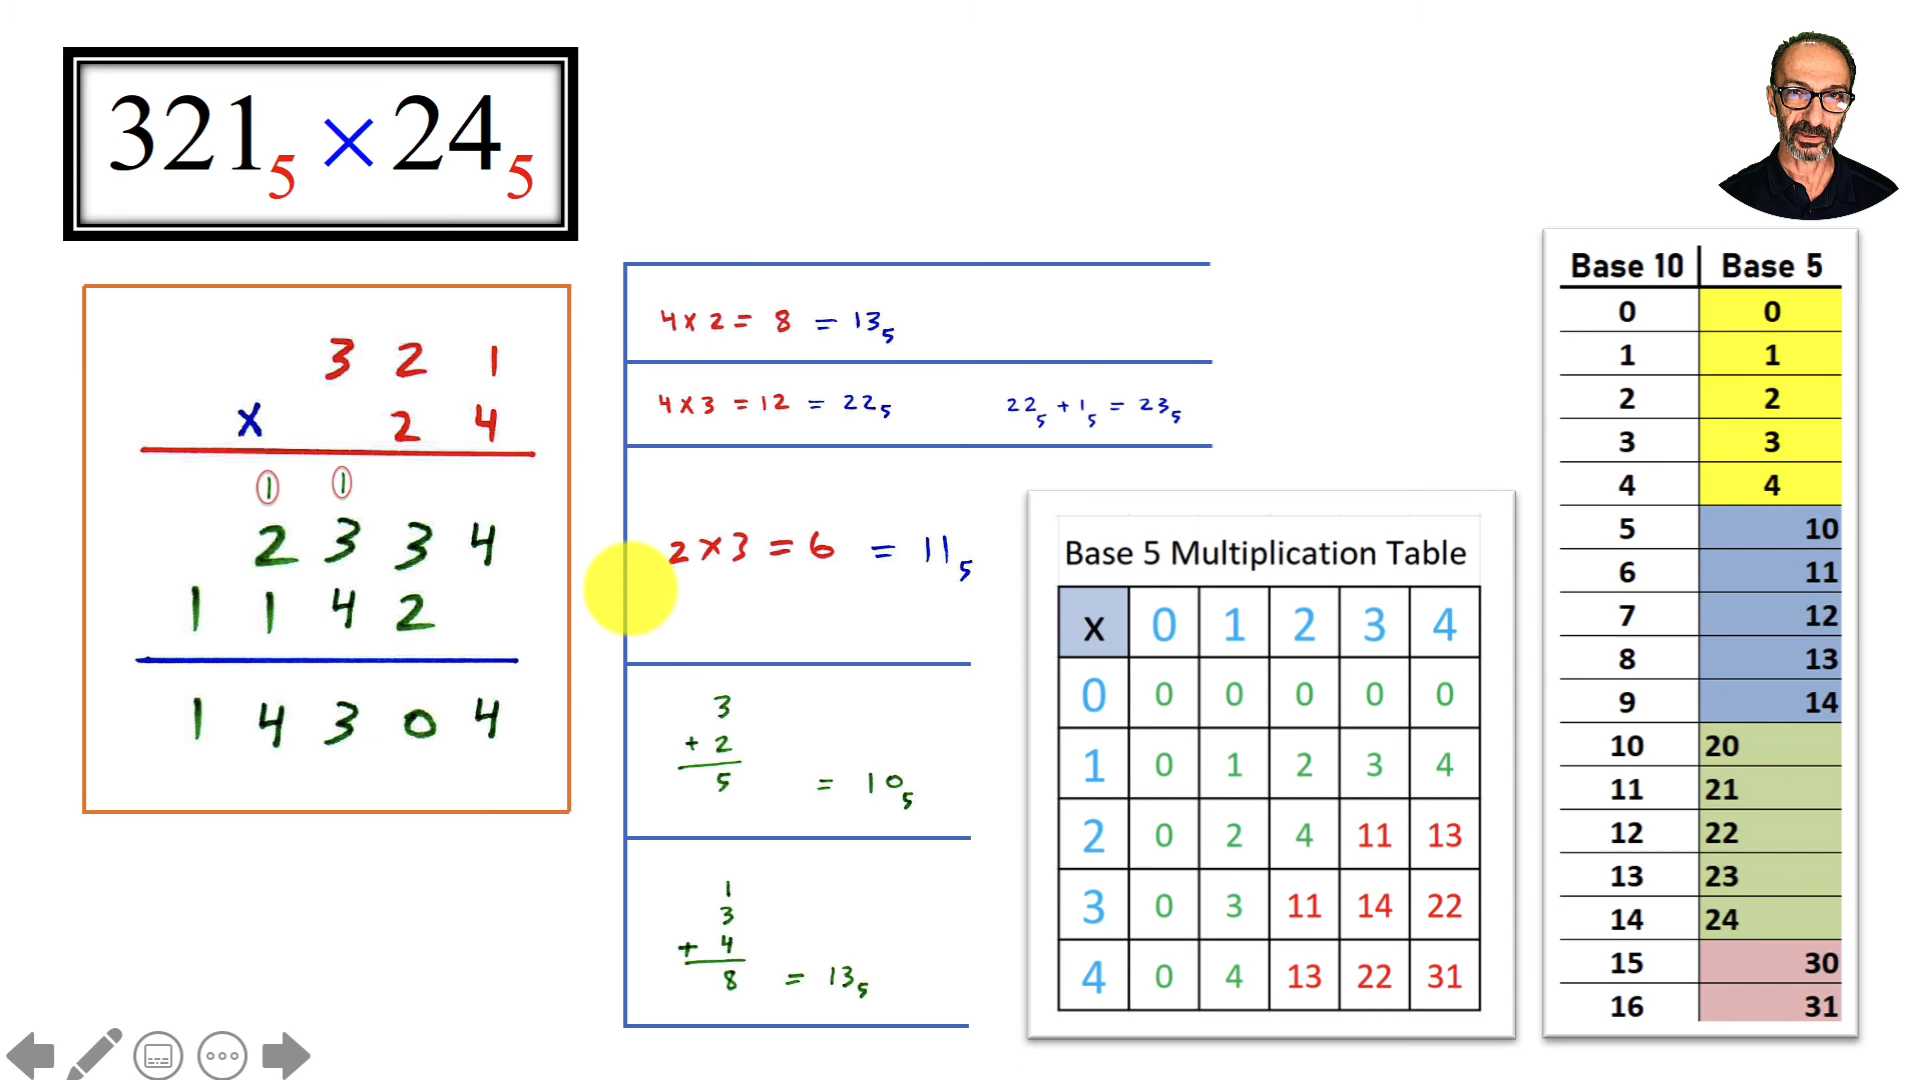 321₅ × 24₅
3 2 1
x 2 4
1 1
2 3 3 4
1 1 4 2
1 4 3 0 4
4 x 2 = 8 = 13₅
4 x 3 = 12 = 22₅ 22₅ + 1₅ = 23₅
2 x 3 = 6 = 11₅
3
+ 2
5 = 10₅
1
3
+ 4
8 = 13₅
Base 5 Multiplication Table
x 0 1 2 3 4
0 0 0 0 0 0
1 0 1 2 3 4
2 0 2 4 11 13
3 0 3 11 14 22
4 0 4 13 22 31
Base 10 Base 5
0 0
1 1
2 2
3 3
4 4
5 10
6 11
7 12
8 13
9 14
10 20
11 21
12 22
13 23
14 24
15 30
16 31